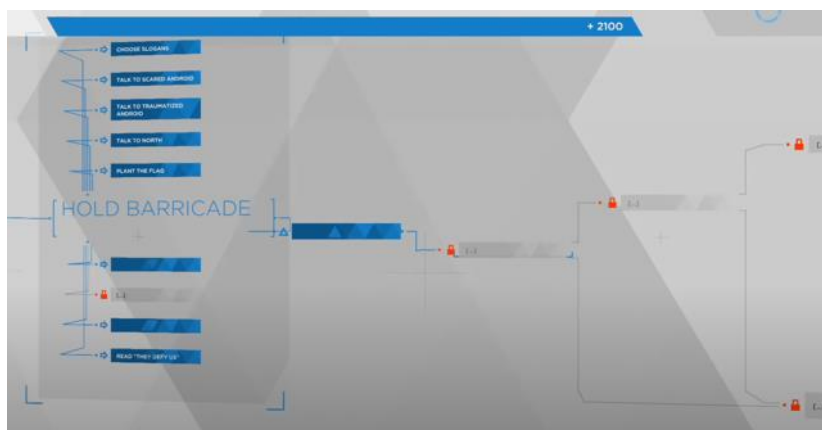 + 2100
CHOOSE SLOGANS
TALK TO SCARED ANDROID
TALK TO TRAUMATIZED
ANDROID
TALK TO NORTH
PLANT THE FLAG
HOLD BARRICADE
[...]
[...]
[...]
READ "THEY DEFY US"